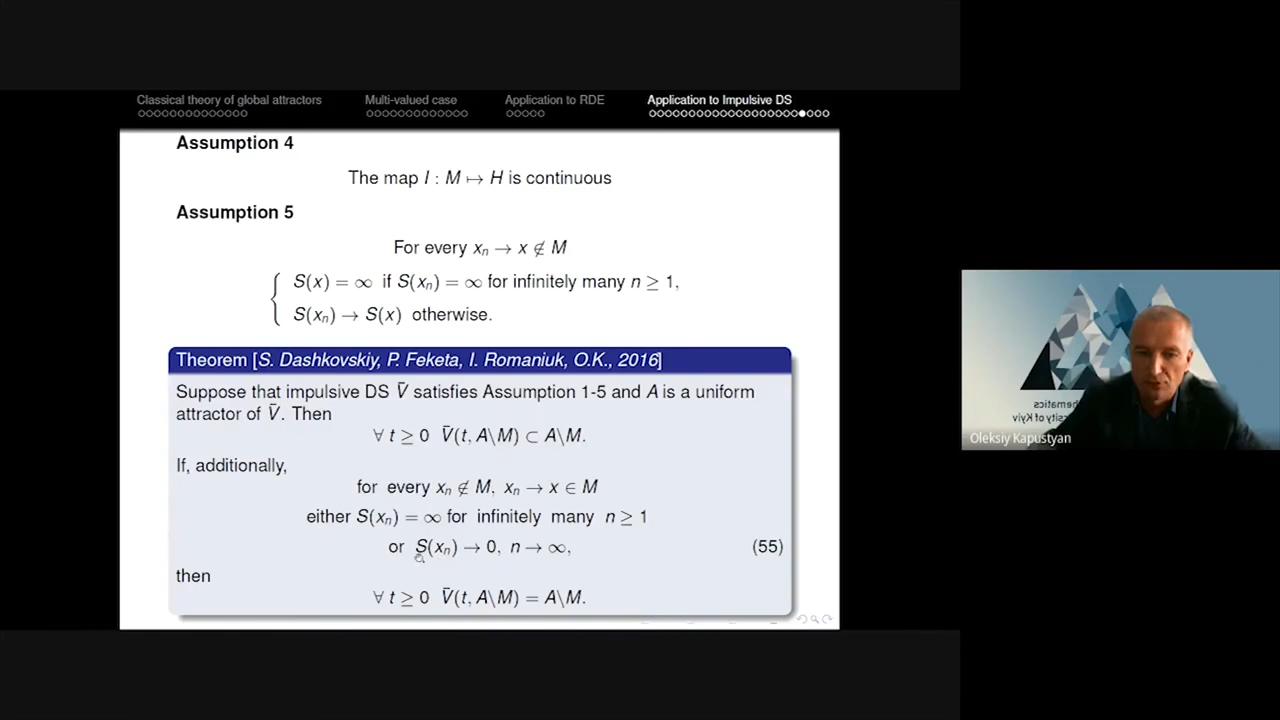 Classical theory of global attractors Multi-valued case Application to RDE Application to Impulsive DS
Assumption 4
The map I : M ↦ H is continuous
Assumption 5
For every xₙ → x ∉ M
S(x) = ∞ if S(xₙ) = ∞ for infinitely many n ≥ 1,
S(xₙ) → S(x) otherwise.
Theorem [S. Dashkovskiy, P. Feketa, I. Romaniuk, O.K., 2016]
Suppose that impulsive DS V̄ satisfies Assumption 1-5 and A is a uniform
attractor of V̄. Then
∀ t ≥ 0 V̄(t, A\M) ⊂ A\M.
If, additionally,
for every xₙ ∉ M, xₙ → x ∈ M
either S(xₙ) = ∞ for infinitely many n ≥ 1
or S(xₙ) → 0, n → ∞, (55)
then
∀ t ≥ 0 V̄(t, A\M) = A\M.
Oleksiy Kapustyan